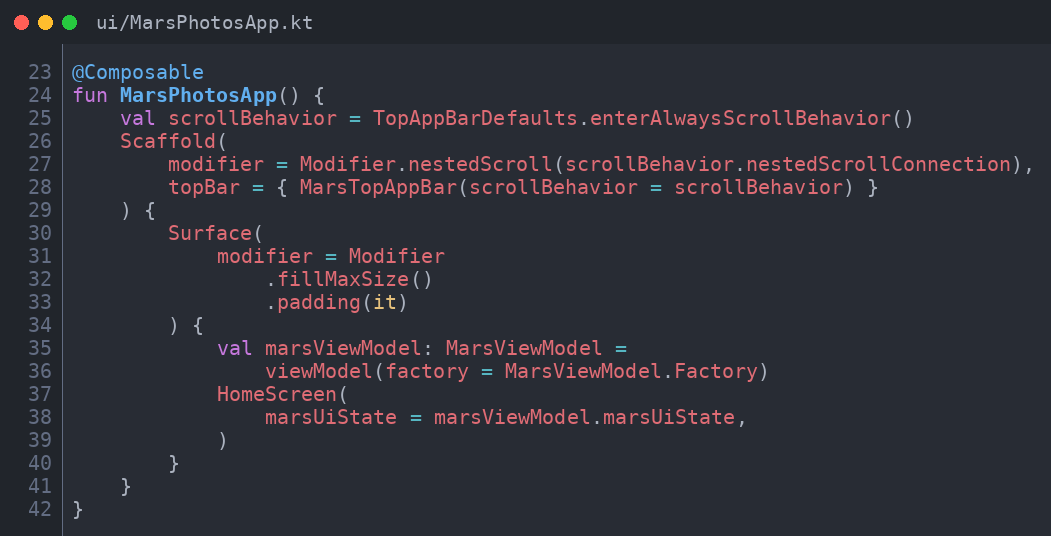 ui/MarsPhotosApp.kt
23 @Composable
24 fun MarsPhotosApp() {
25     val scrollBehavior = TopAppBarDefaults.enterAlwaysScrollBehavior()
26     Scaffold(
27         modifier = Modifier.nestedScroll(scrollBehavior.nestedScrollConnection),
28         topBar = { MarsTopAppBar(scrollBehavior = scrollBehavior) }
29     ) {
30         Surface(
31             modifier = Modifier
32                 .fillMaxSize()
33                 .padding(it)
34         ) {
35             val marsViewModel: MarsViewModel =
36                 viewModel(factory = MarsViewModel.Factory)
37             HomeScreen(
38                 marsUiState = marsViewModel.marsUiState,
39             )
40         }
41     }
42 }